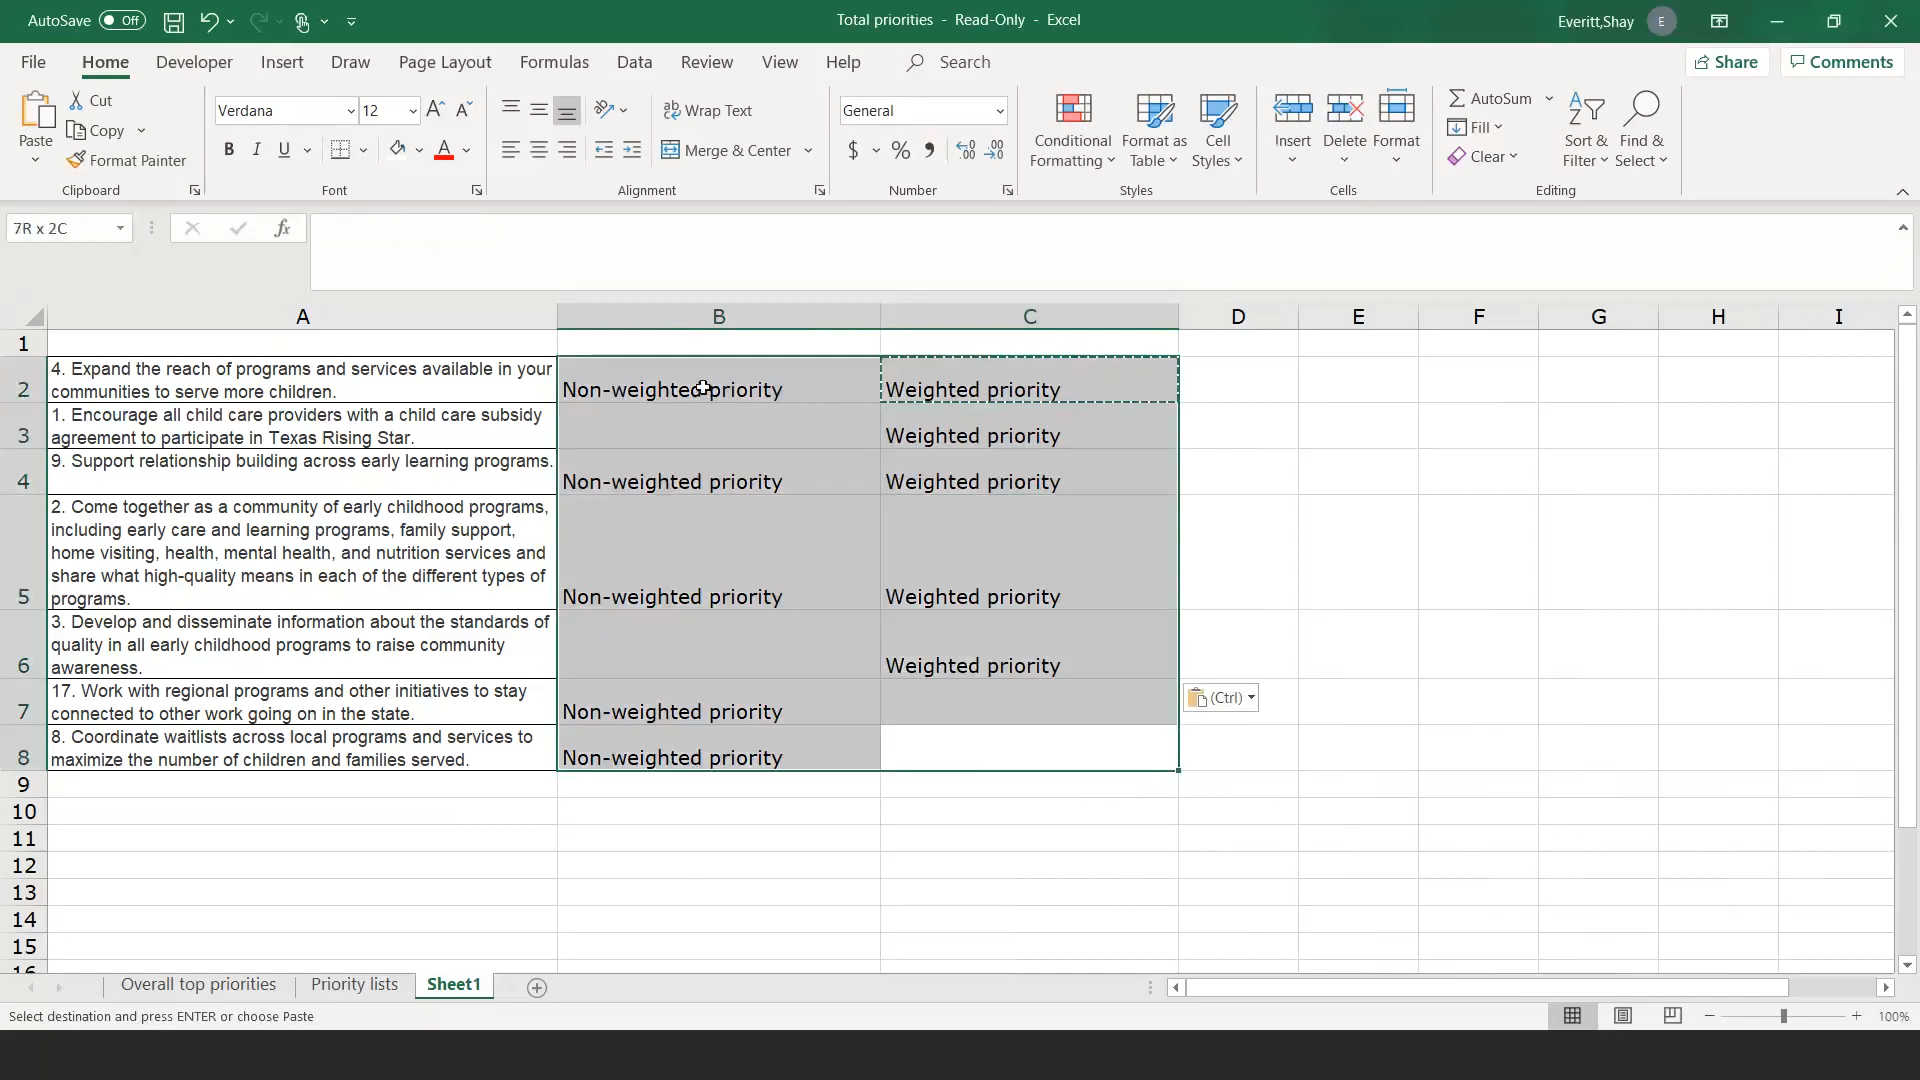 AutoSave Off Total priorities - Read-Only - Excel Everitt,Shay E
File Home Developer Insert Draw Page Layout Formulas Data Review View Help Search Share Comments
Paste Cut Copy Format Painter Clipboard
Verdana 12 A^ Aˇ B I U A Font
ab Wrap Text Merge & Center Alignment
General $ % , Number
Conditional Formatting Format as Table Cell Styles Styles
Insert Delete Format Cells
AutoSum Fill Clear Sort & Filter Find & Select Editing
7R x 2C fx
A B C D E F G H I
1
2 4. Expand the reach of programs and services available in your
communities to serve more children. Non-weighted priority Weighted priority
3 1. Encourage all child care providers with a child care subsidy
agreement to participate in Texas Rising Star. Weighted priority
4 9. Support relationship building across early learning programs.
Non-weighted priority Weighted priority
5 2. Come together as a community of early childhood programs,
including early care and learning programs, family support,
home visiting, health, mental health, and nutrition services and
share what high-quality means in each of the different types of
programs. Non-weighted priority Weighted priority
6 3. Develop and disseminate information about the standards of
quality in all early childhood programs to raise community
awareness. Weighted priority
7 17. Work with regional programs and other initiatives to stay
connected to other work going on in the state. Non-weighted priority
(Ctrl)
8 8. Coordinate waitlists across local programs and services to
maximize the number of children and families served. Non-weighted priority
9
10
11
12
13
14
15
16
Overall top priorities Priority lists Sheet1
Select destination and press ENTER or choose Paste 100%